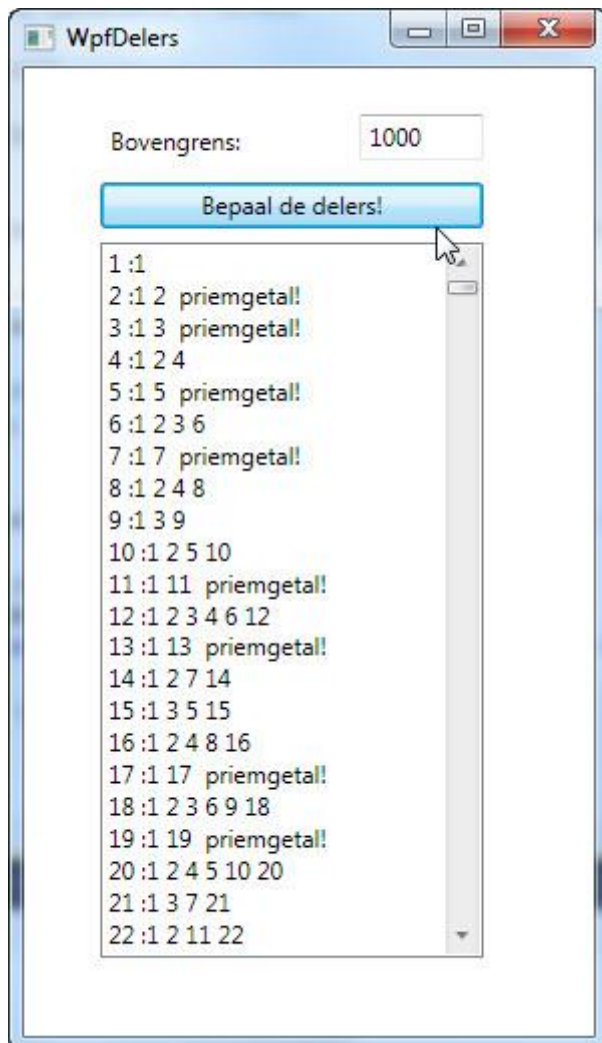 WpfDelers
Bovengrens: 1000
Bepaal de delers!
1 :1
2 :1 2  priemgetal!
3 :1 3  priemgetal!
4 :1 2 4
5 :1 5  priemgetal!
6 :1 2 3 6
7 :1 7  priemgetal!
8 :1 2 4 8
9 :1 3 9
10 :1 2 5 10
11 :1 11  priemgetal!
12 :1 2 3 4 6 12
13 :1 13  priemgetal!
14 :1 2 7 14
15 :1 3 5 15
16 :1 2 4 8 16
17 :1 17  priemgetal!
18 :1 2 3 6 9 18
19 :1 19  priemgetal!
20 :1 2 4 5 10 20
21 :1 3 7 21
22 :1 2 11 22